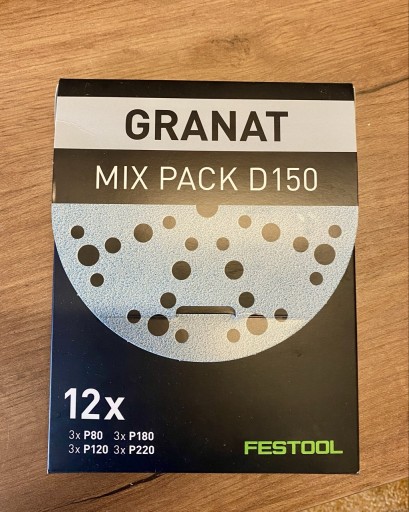 GRANAT
MIX PACK D150
12x
3x P80 3x P180
3x P120 3x P220
FESTOOL